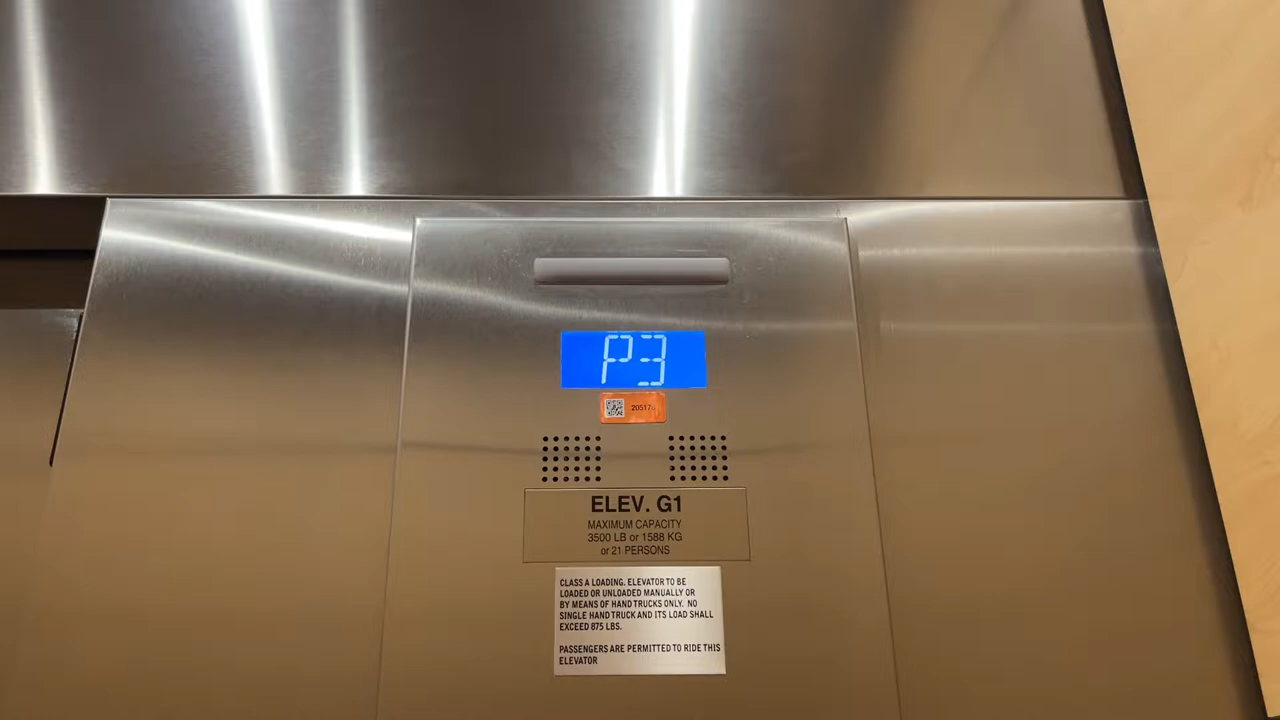 P3
ELEV. G1
MAXIMUM CAPACITY
3500 LB or 1588 KG
or 21 PERSONS
CLASS A LOADING. ELEVATOR TO BE
LOADED OR UNLOADED MANUALLY OR
BY MEANS OF HAND TRUCKS ONLY. NO
SINGLE HAND TRUCK AND ITS LOAD SHALL
EXCEED 875 LBS.
PASSENGERS ARE PERMITTED TO RIDE THIS
ELEVATOR